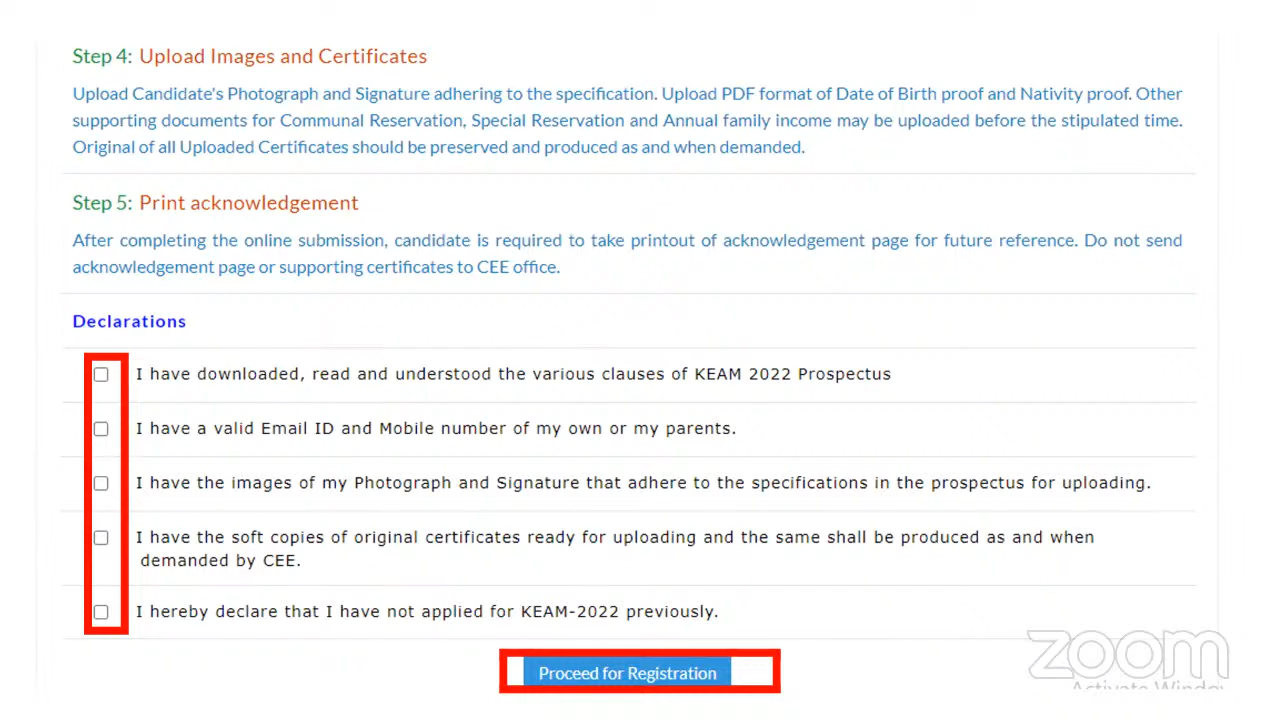 Step 4: Upload Images and Certificates
Upload Candidate's Photograph and Signature adhering to the specification. Upload PDF format of Date of Birth proof and Nativity proof. Other
supporting documents for Communal Reservation, Special Reservation and Annual family income may be uploaded before the stipulated time.
Original of all Uploaded Certificates should be preserved and produced as and when demanded.
Step 5: Print acknowledgement
After completing the online submission, candidate is required to take printout of acknowledgement page for future reference. Do not send
acknowledgement page or supporting certificates to CEE office.
Declarations
I have downloaded, read and understood the various clauses of KEAM 2022 Prospectus
I have a valid Email ID and Mobile number of my own or my parents.
I have the images of my Photograph and Signature that adhere to the specifications in the prospectus for uploading.
I have the soft copies of original certificates ready for uploading and the same shall be produced as and when
demanded by CEE.
I hereby declare that I have not applied for KEAM-2022 previously.
zoom
Proceed for Registration